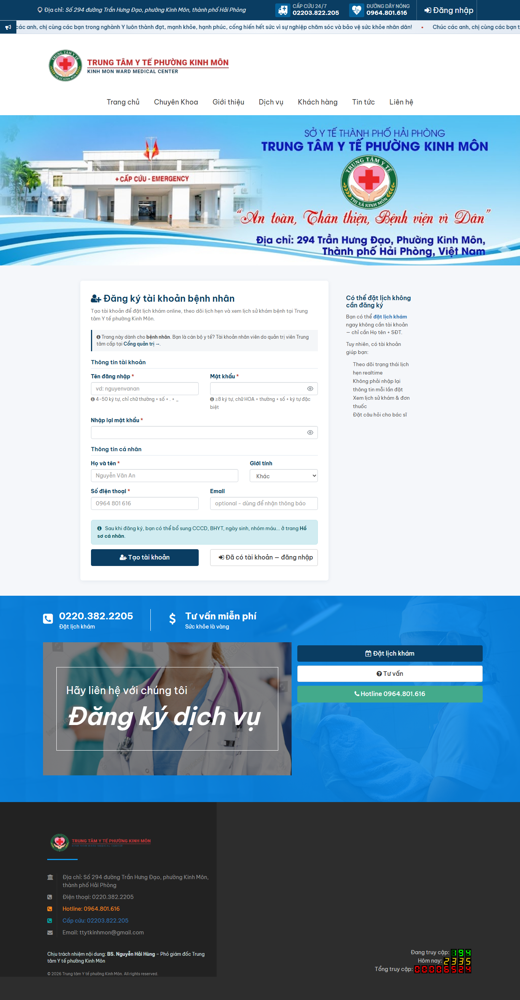 Địa chỉ: Số 294 đường Trần Hưng Đạo, phường Kinh Môn, thành phố Hải Phòng
CẤP CỨU 24/7
02203.822.205
ĐƯỜNG DÂY NÓNG
0964.801.616
Đăng nhập
các anh, chị cùng các bạn trong nghành Y luôn thành đạt, mạnh khỏe, hạnh phúc, cống hiến hết sức vì sự nghiệp chăm sóc và bảo vệ sức khỏe nhân dân! • Chúc các anh, chị cùng các bạn t
TRUNG TÂM Y TẾ
THỊ XÃ KINH MÔN
TRUNG TÂM Y TẾ PHƯỜNG KINH MÔN
KINH MON WARD MEDICAL CENTER
Trang chủ
Chuyên Khoa
Giới thiệu
Dịch vụ
Khách hàng
Tin tức
Liên hệ
SỞ Y TẾ THÀNH PHỐ HẢI PHÒNG
TRUNG TÂM Y TẾ PHƯỜNG KINH MÔN
TRUNG TÂM Y TẾ
THỊ XÃ KINH MÔN
+CẤP CỨU - EMERGENCY
“An toàn, Thân thiện, Bệnh viện vì Dân”
Địa chỉ: 294 Trần Hưng Đạo, Phường Kinh Môn,
Thành phố Hải Phòng, Việt Nam
Đăng ký tài khoản bệnh nhân
Tạo tài khoản để đặt lịch khám online, theo dõi lịch hẹn và xem lịch sử khám bệnh tại Trung
tâm Y tế phường Kinh Môn.
Trang này dành cho bệnh nhân. Bạn là cán bộ y tế? Tài khoản nhân viên do quản trị viên Trung
tâm cấp tại Cổng quản trị →.
Thông tin tài khoản
Tên đăng nhập *
Mật khẩu *
vd: nguyenvanan
4-50 ký tự, chỉ chữ thường + số + . + _
≥8 ký tự, chữ HOA + thường + số + ký tự đặc
biệt
Nhập lại mật khẩu *
Thông tin cá nhân
Họ và tên *
Giới tính
Nguyễn Văn An
Khác
Số điện thoại *
Email
0964 801 616
optional - dùng để nhận thông báo
Sau khi đăng ký, bạn có thể bổ sung CCCD, BHYT, ngày sinh, nhóm máu... ở trang Hồ
sơ cá nhân.
Tạo tài khoản
Đã có tài khoản — đăng nhập
Có thể đặt lịch không
cần đăng ký
Bạn có thể đặt lịch khám
ngay không cần tài khoản
— chỉ cần Họ tên + SĐT.
Tuy nhiên, có tài khoản
giúp bạn:
Theo dõi trạng thái lịch
hẹn realtime
Không phải nhập lại
thông tin mỗi lần đặt
Xem lịch sử khám & đơn
thuốc
Đặt câu hỏi cho bác sĩ
0220.382.2205
Đặt lịch khám
Tư vấn miễn phí
Sức khỏe là vàng
Hãy liên hệ với chúng tôi
Đăng ký dịch vụ
Đặt lịch khám
Tư vấn
Hotline 0964.801.616
TRUNG TÂM Y TẾ PHƯỜNG KINH MÔN
KINH MON WARD MEDICAL CENTER
Địa chỉ: Số 294 đường Trần Hưng Đạo, phường Kinh Môn,
thành phố Hải Phòng
Điện thoại: 0220.382.2205
Hotline: 0964.801.616
Cấp cứu: 02203.822.205
Email: ttytkinhmon@gmail.com
Chịu trách nhiệm nội dung: BS. Nguyễn Hải Hùng – Phó giám đốc Trung
tâm Y tế phường Kinh Môn
© 2026 Trung tâm Y tế phường Kinh Môn. All rights reserved.
Đang truy cập: 194
Hôm nay: 2335
Tổng truy cập: 00006524